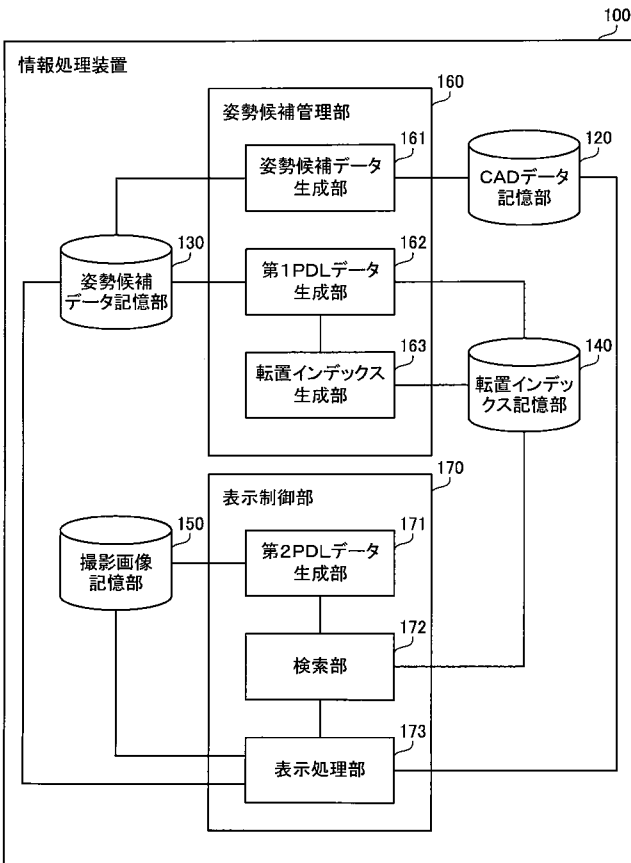 100
情報処理装置
160
姿勢候補管理部
161
姿勢候補データ
生成部
120
CADデータ
記憶部
130
姿勢候補
データ記憶部
162
第1PDLデータ
生成部
163
転置インデックス
生成部
140
転置インデッ
クス記憶部
170
表示制御部
150
撮影画像
記憶部
171
第2PDLデータ
生成部
172
検索部
173
表示処理部